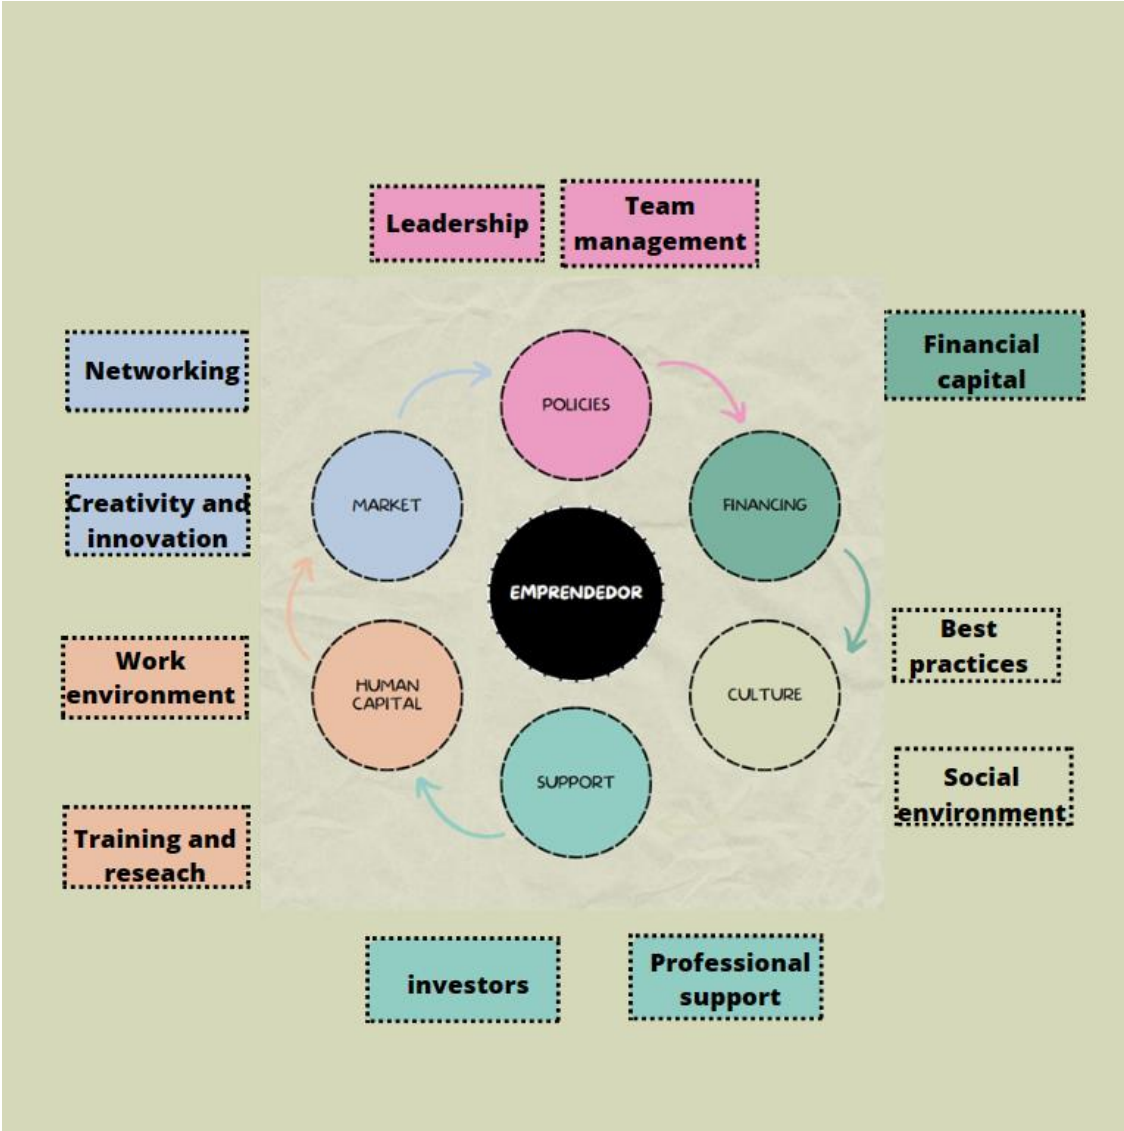 Leadership
Team
management
Networking
Financial
capital
POLICIES
MARKET
FINANCING
Creativity and
innovation
EMPRENDEDOR
Work
environment
Best
practices
HUMAN
CAPITAL
CULTURE
SUPPORT
Social
environment
Training and
reseach
investors
Professional
support